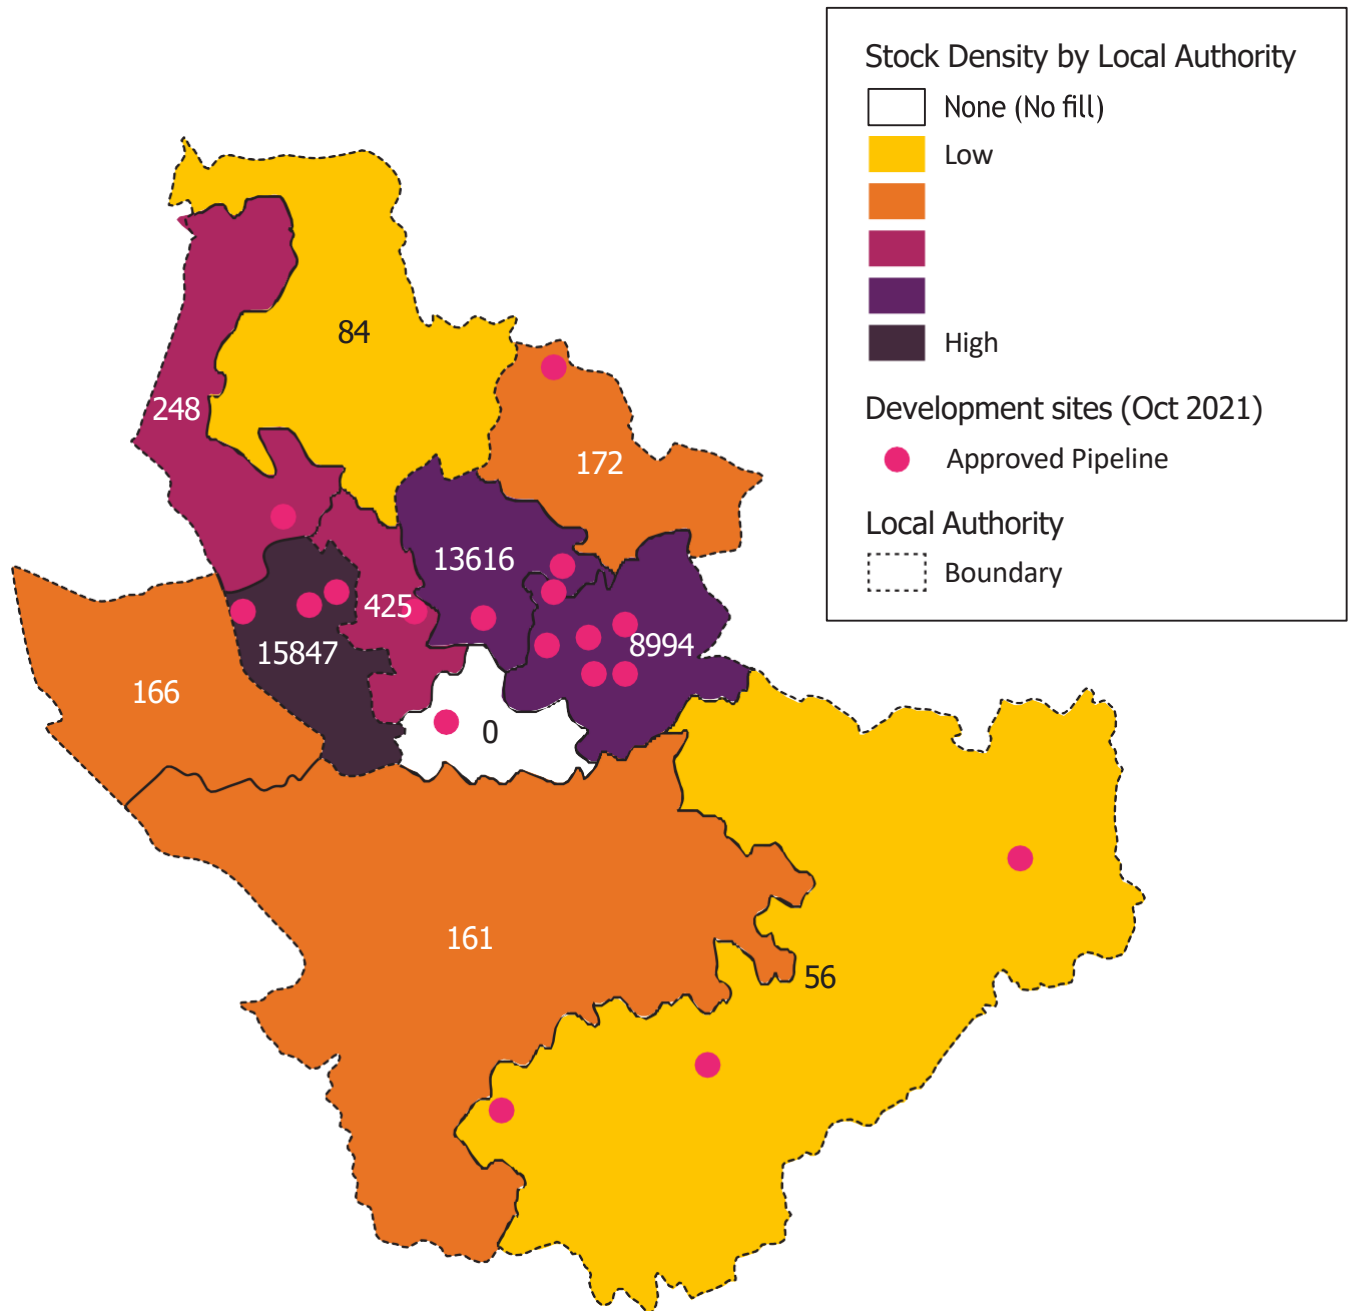 Stock Density by Local Authority
None (No fill)
Low
High
Development sites (Oct 2021)
Approved Pipeline
Local Authority
Boundary
84
248
172
13616
425
15847
8994
166
0
161
56